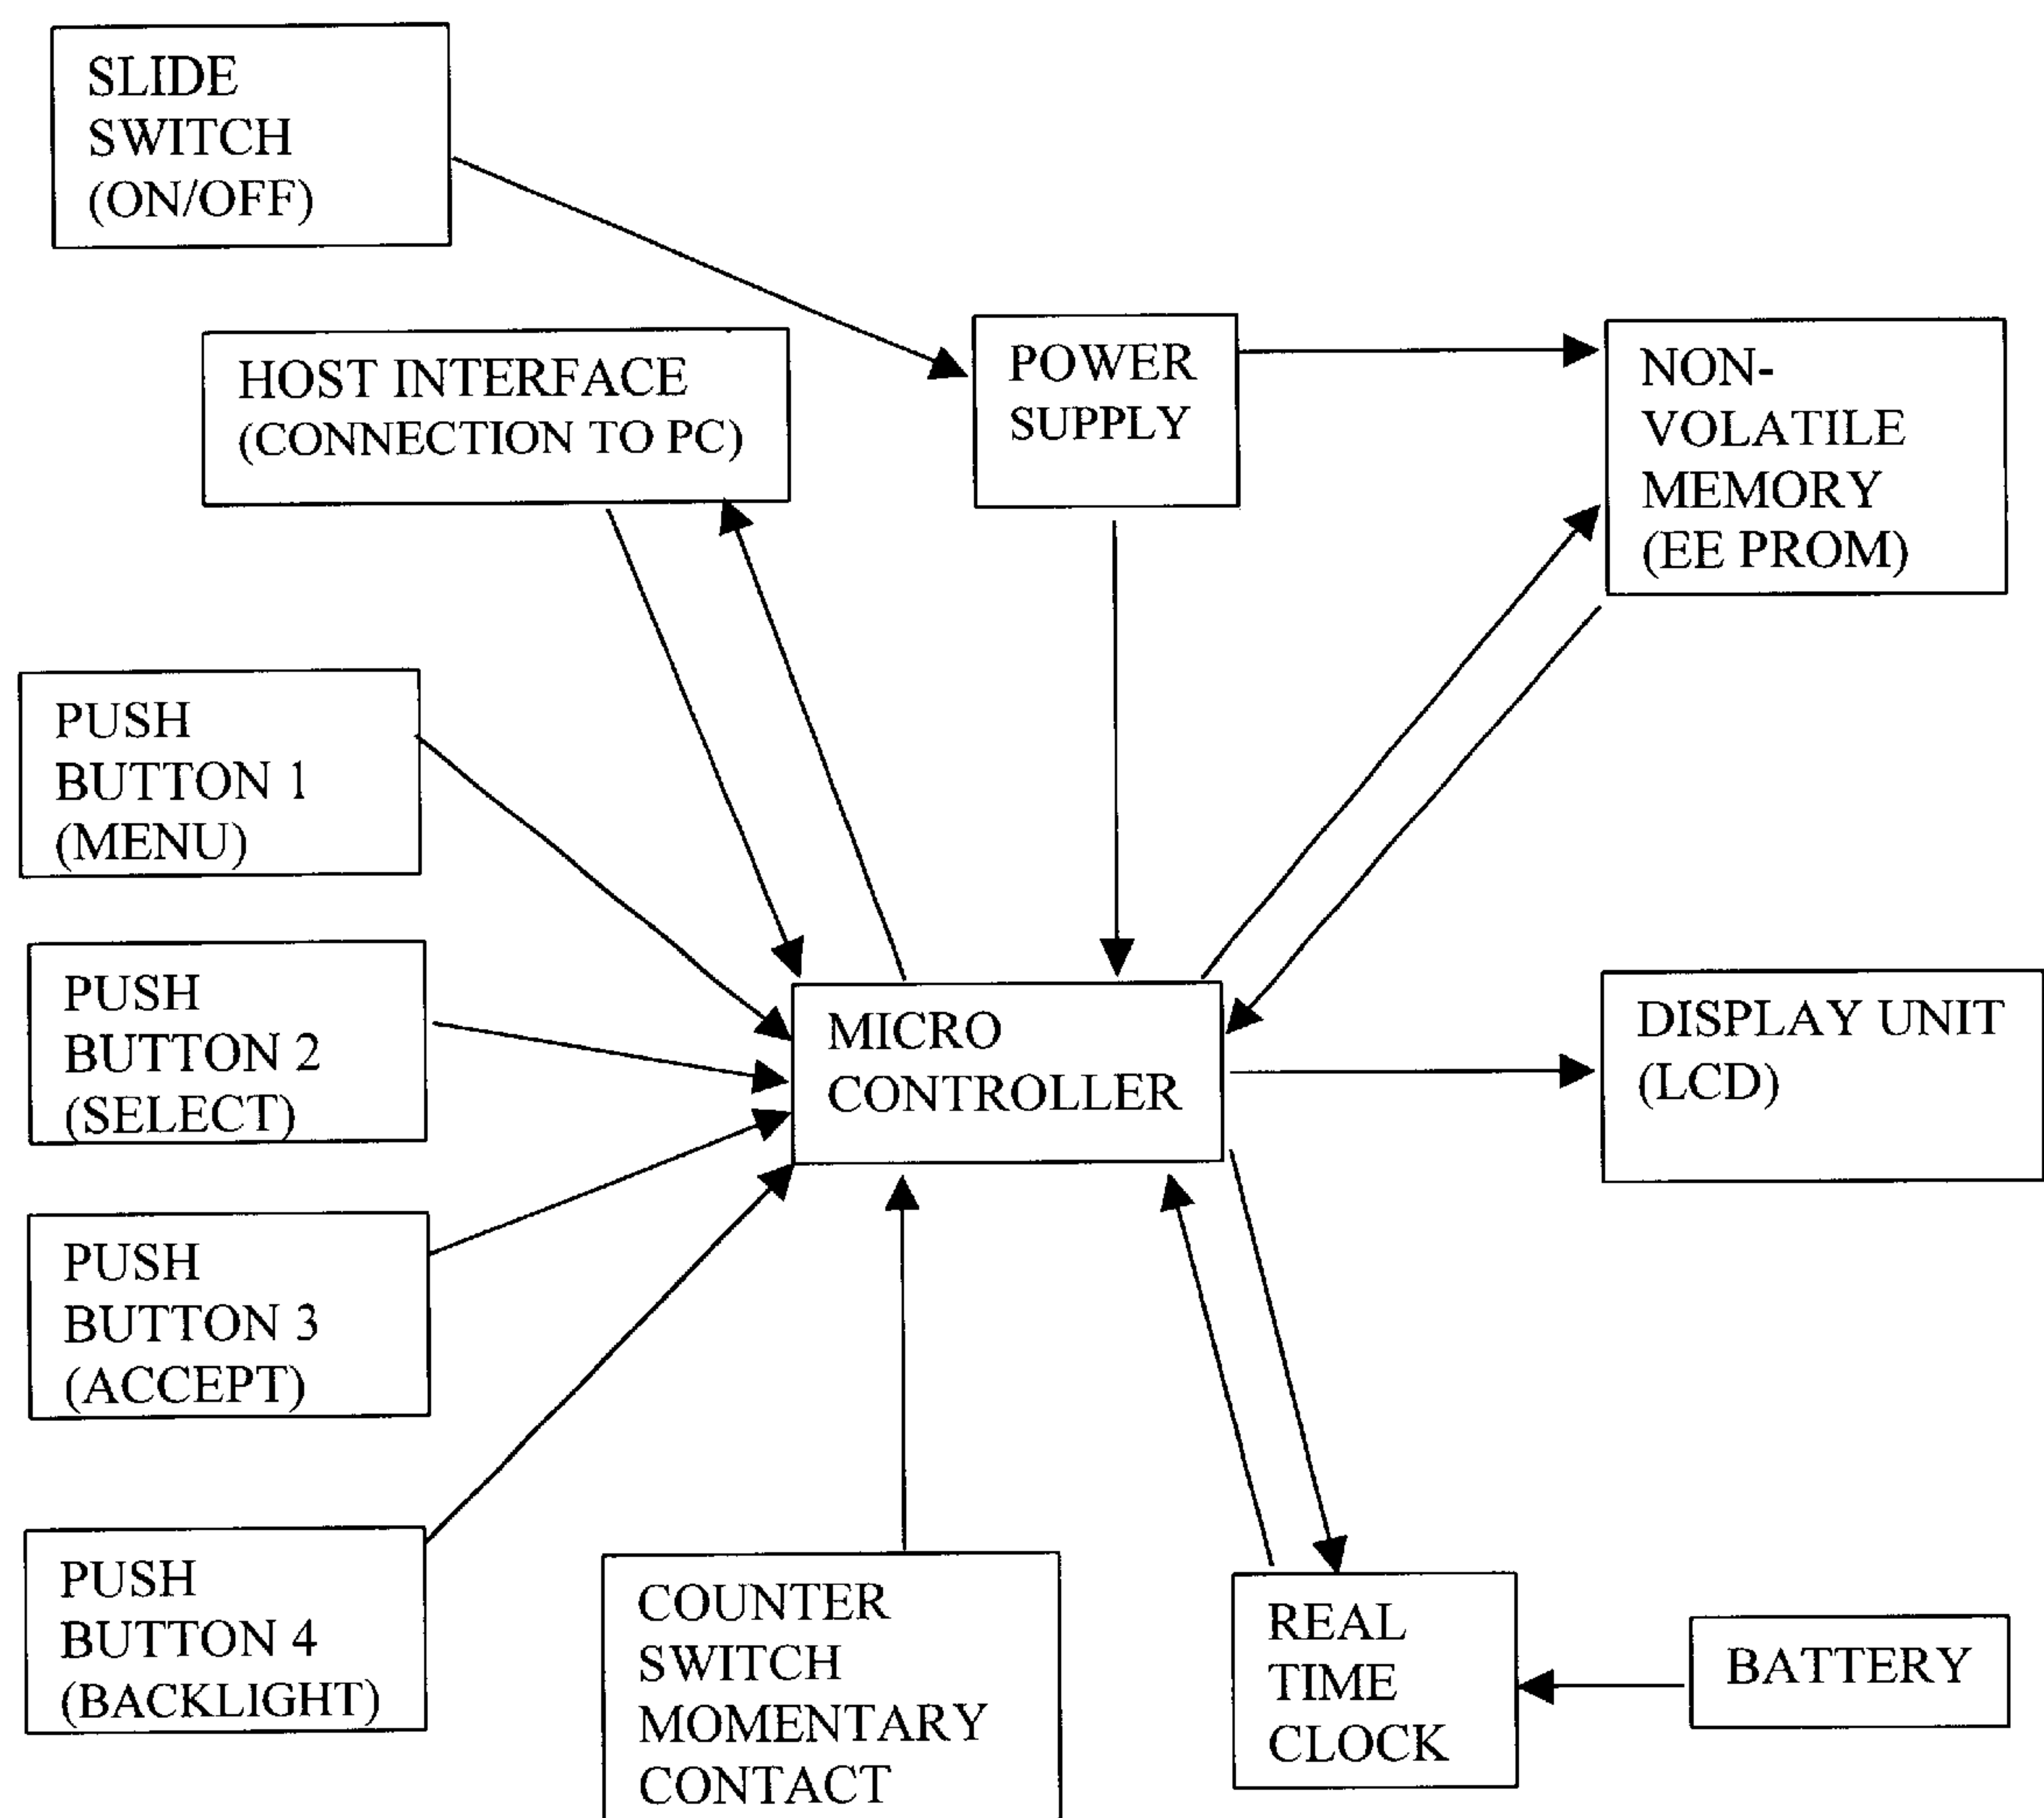 SLIDE
SWITCH
(ON/OFF)
HOST INTERFACE
(CONNECTION TO PC)
POWER
SUPPLY
NON-
VOLATILE
MEMORY
(EE PROM)
PUSH
BUTTON 1
(MENU)
PUSH
BUTTON 2
(SELECT)
MICRO
CONTROLLER
DISPLAY UNIT
(LCD)
PUSH
BUTTON 3
(ACCEPT)
PUSH
BUTTON 4
(BACKLIGHT)
COUNTER
SWITCH
MOMENTARY
CONTACT
REAL
TIME
CLOCK
BATTERY